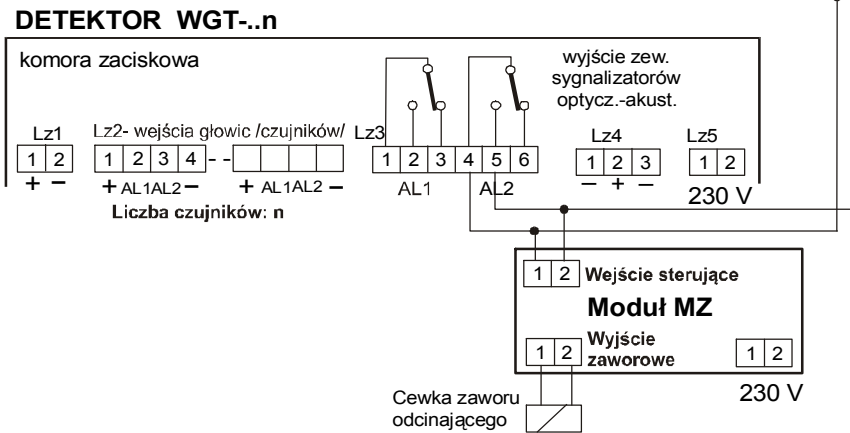 DETEKTOR WGT-..n
komora zaciskowa
wyjście zew.
sygnalizatorów
optycz.-akust.
Lz1
Lz2- wejścia głowic /czujników/
Lz3
Lz4
Lz5
1 2
1 2 3 4 - -
1 2 3 4 5 6
1 2 3
1 2
+ −
+ AL1AL2 −
+ AL1AL2 −
AL1
AL2
− + −
230 V
Liczba czujników: n
1 2
Wejście sterujące
Moduł MZ
1 2
Wyjście
zaworowe
1 2
230 V
Cewka zaworu
odcinającego